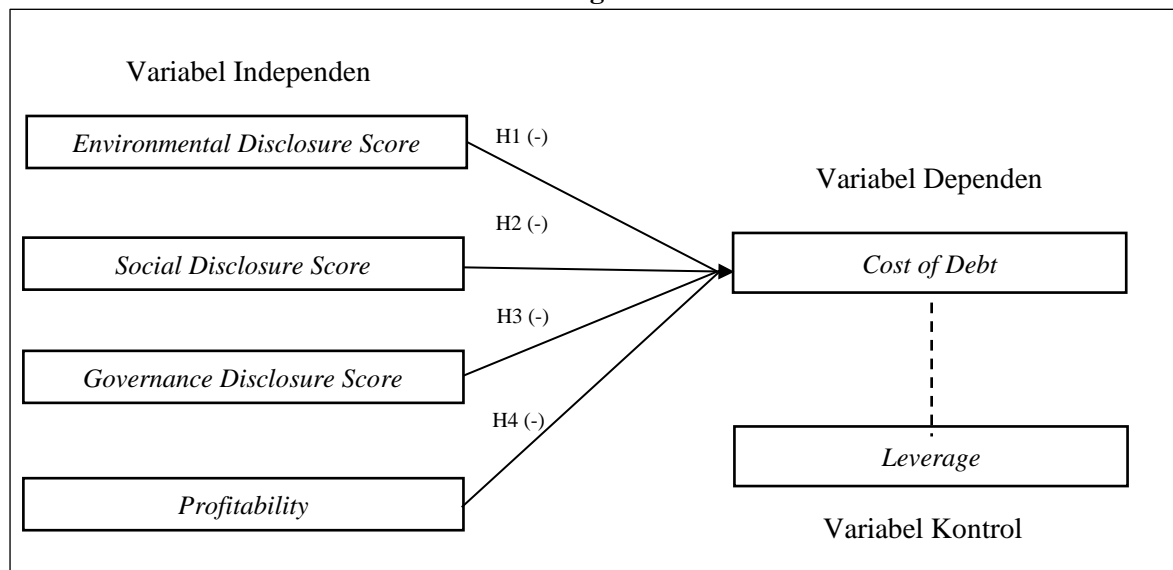 Variabel Independen
Environmental Disclosure Score
H1 (-)
Variabel Dependen
H2 (-)
Social Disclosure Score
Cost of Debt
H3 (-)
Governance Disclosure Score
H4 (-)
Leverage
Profitability
Variabel Kontrol